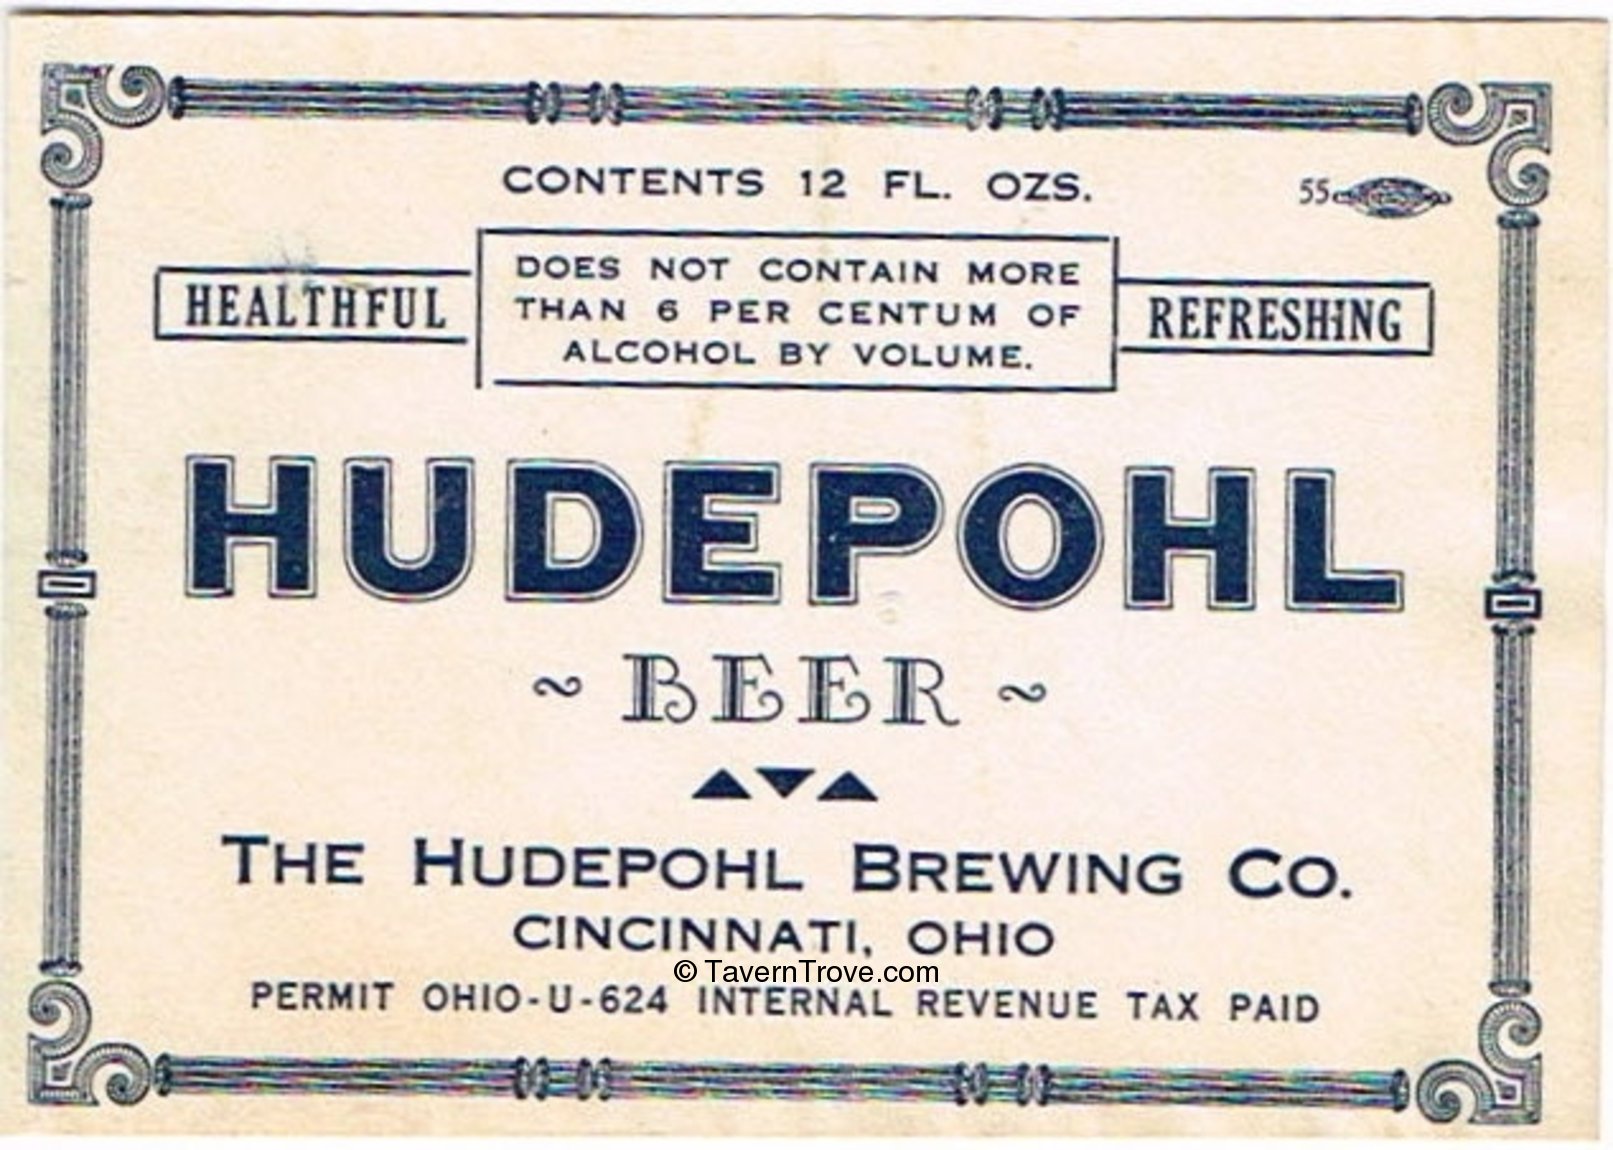 CONTENTS 12 FL. OZS.
55
DOES NOT CONTAIN MORE
THAN 6 PER CENTUM OF
ALCOHOL BY VOLUME.
HEALTHFUL
REFRESHING
HUDEPOHL
~ BEER ~
THE HUDEPOHL BREWING CO.
CINCINNATI, OHIO
© TavernTrove.com
PERMIT OHIO-U-624 INTERNAL REVENUE TAX PAID